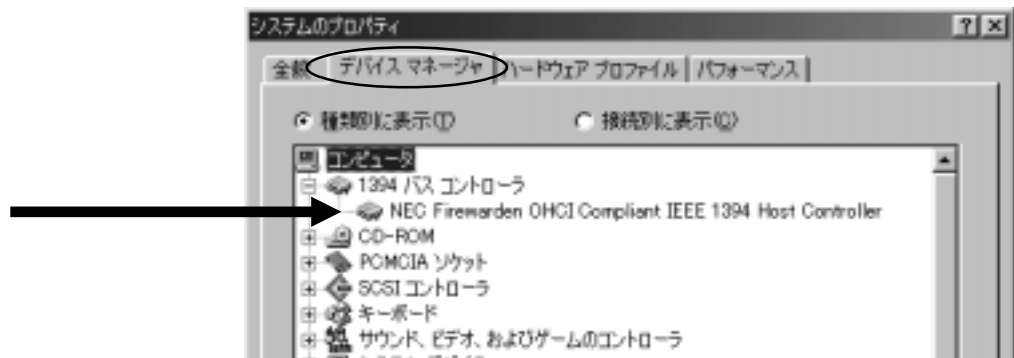 システムのプロパティ
全般 デバイス マネージャ ハードウェア プロファイル パフォーマンス
種類別に表示(T) 接続別に表示(C)
コンピュータ
1394 バス コントローラ
NEC Firewarden OHCI Compliant IEEE 1394 Host Controller
CD-ROM
PCMCIA ソケット
SCSI コントローラ
キーボード
サウンド、ビデオ、およびゲームのコントローラ